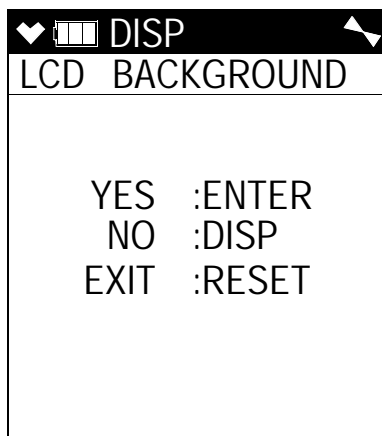 DISP
LCD BACKGROUND
YES :ENTER
NO :DISP
EXIT :RESET